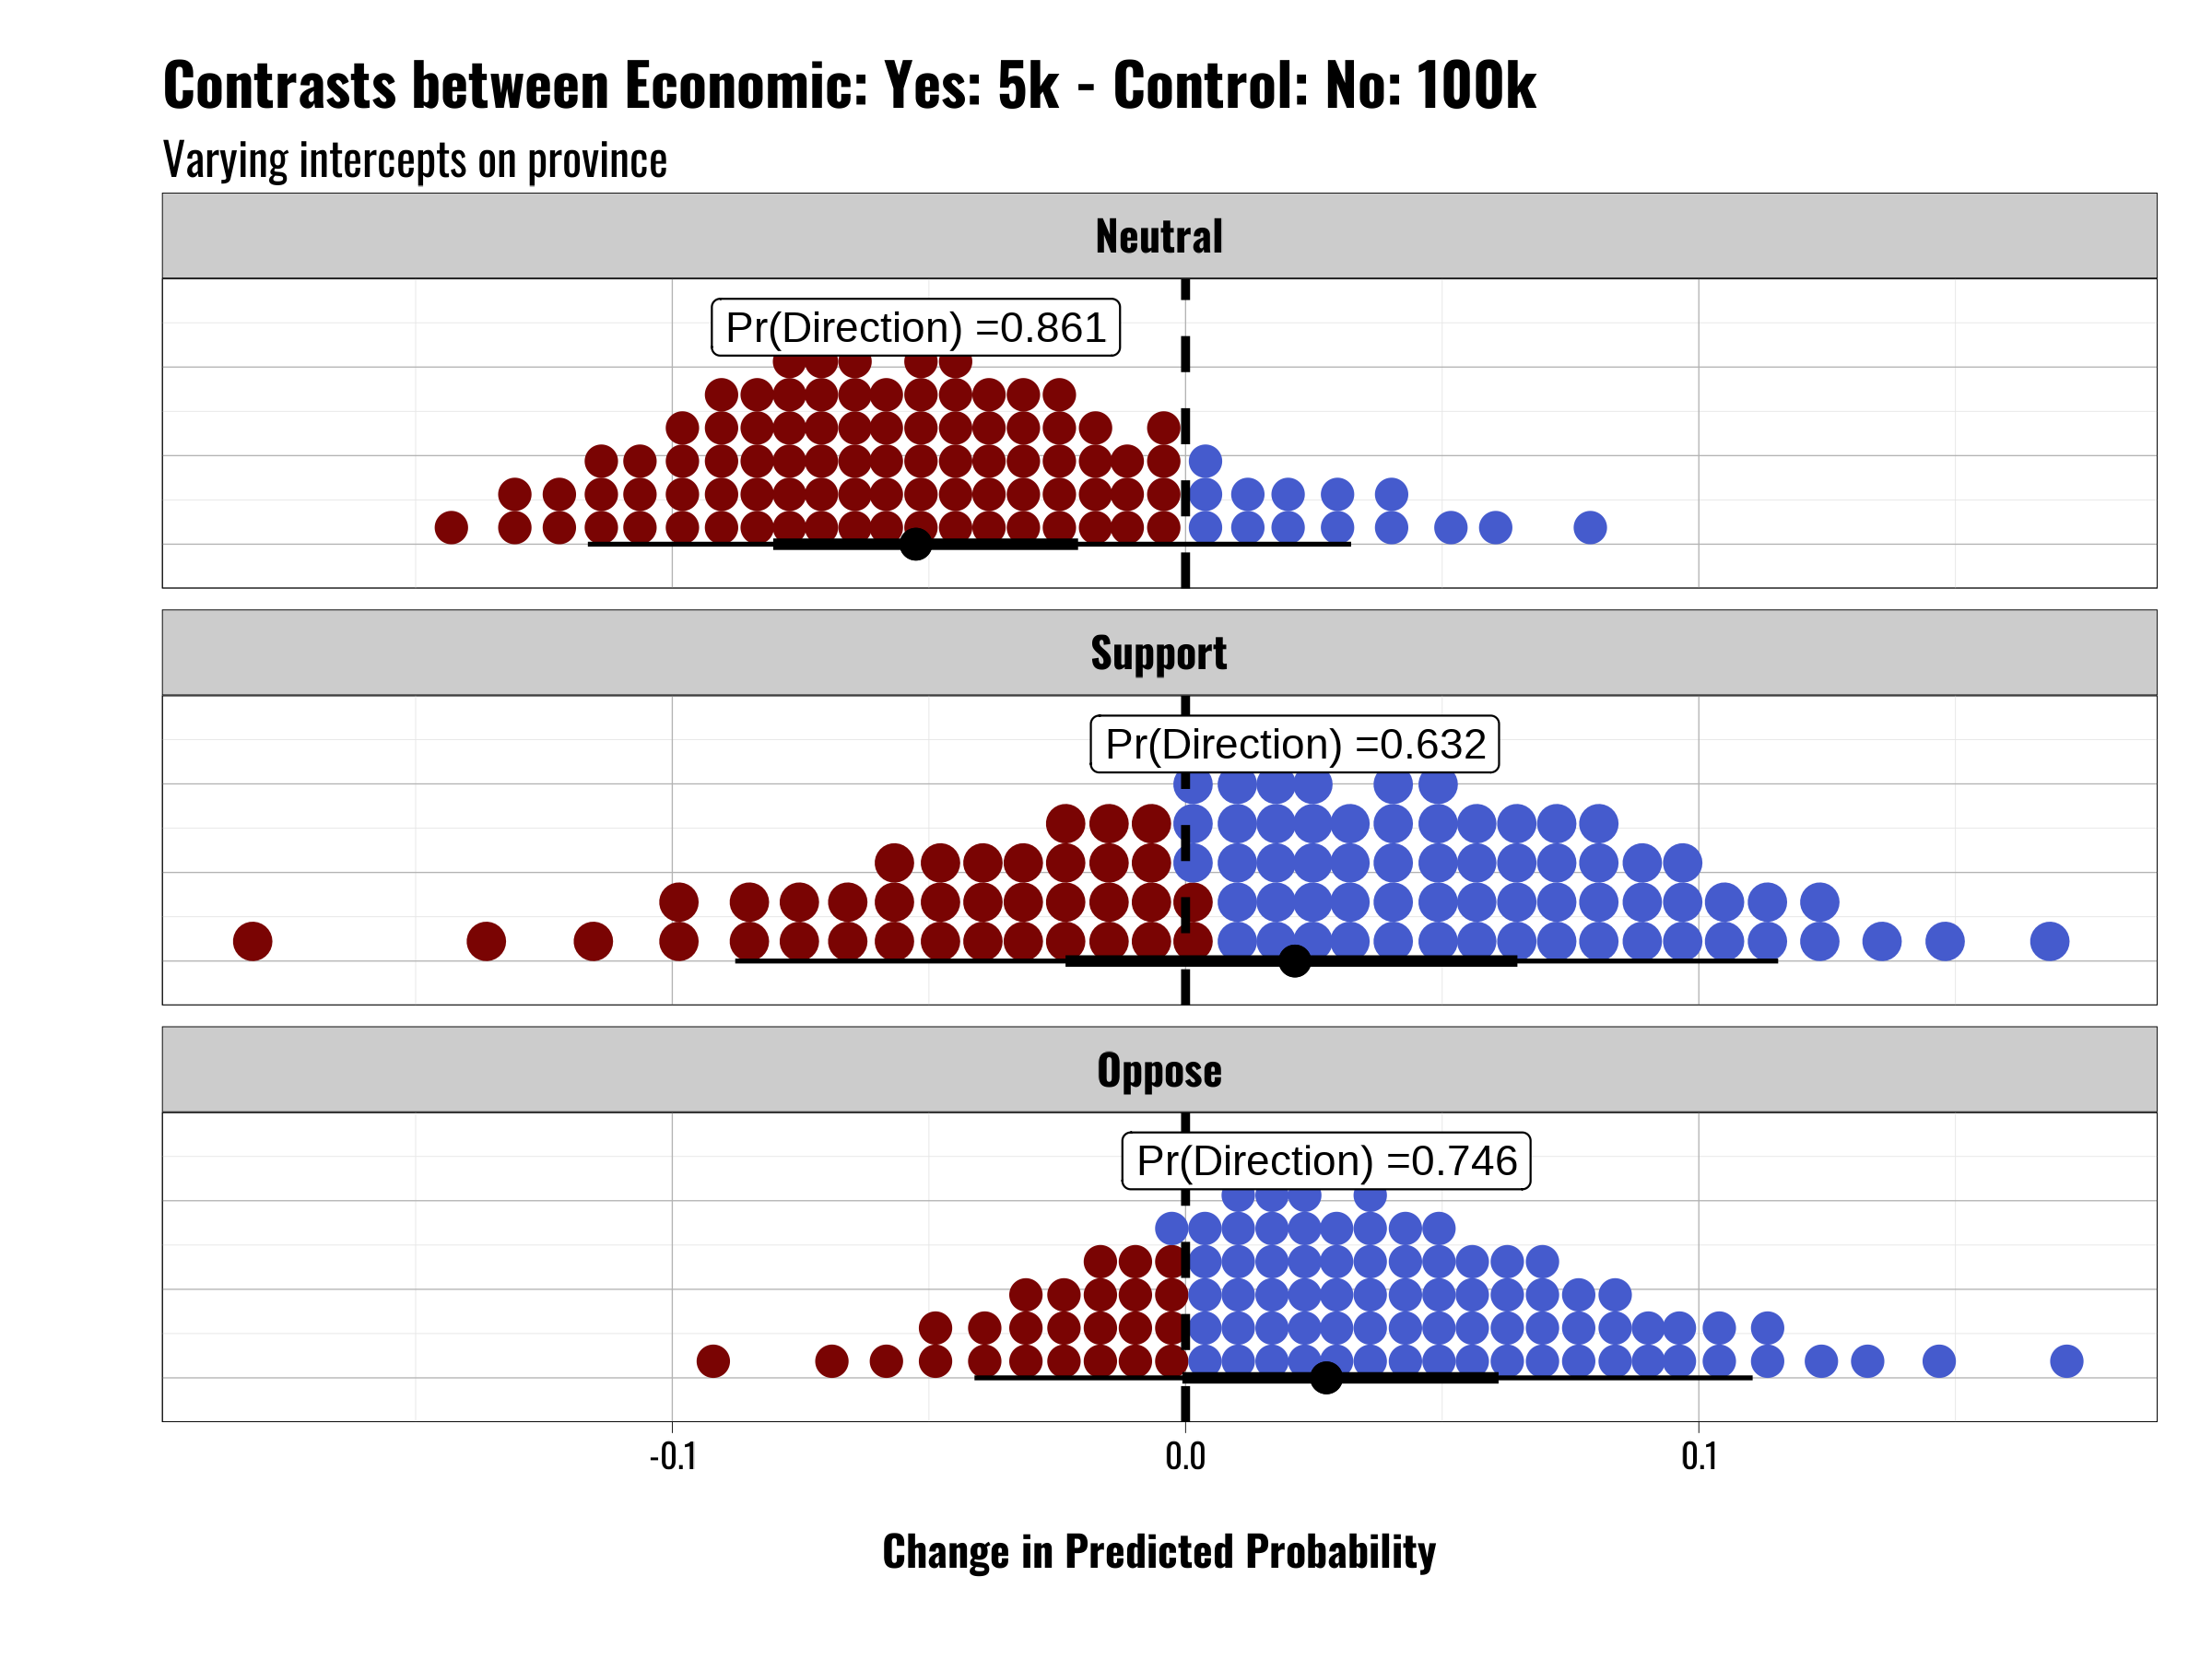 Contrasts between Economic: Yes: 5k - Control: No: 100k
Varying intercepts on province
Neutral
Pr(Direction) =0.861
Support
Pr(Direction) =0.632
Oppose
Pr(Direction) =0.746
-0.1 0.0 0.1
Change in Predicted Probability